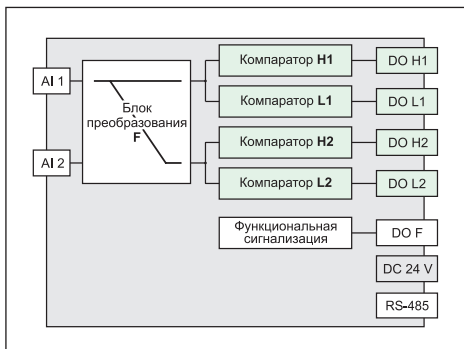 AI 1
AI 2
Блок
преобразования
F
Компаратор H1
Компаратор L1
Компаратор H2
Компаратор L2
Функциональная
сигнализация
DO H1
DO L1
DO H2
DO L2
DO F
DC 24 V
RS-485